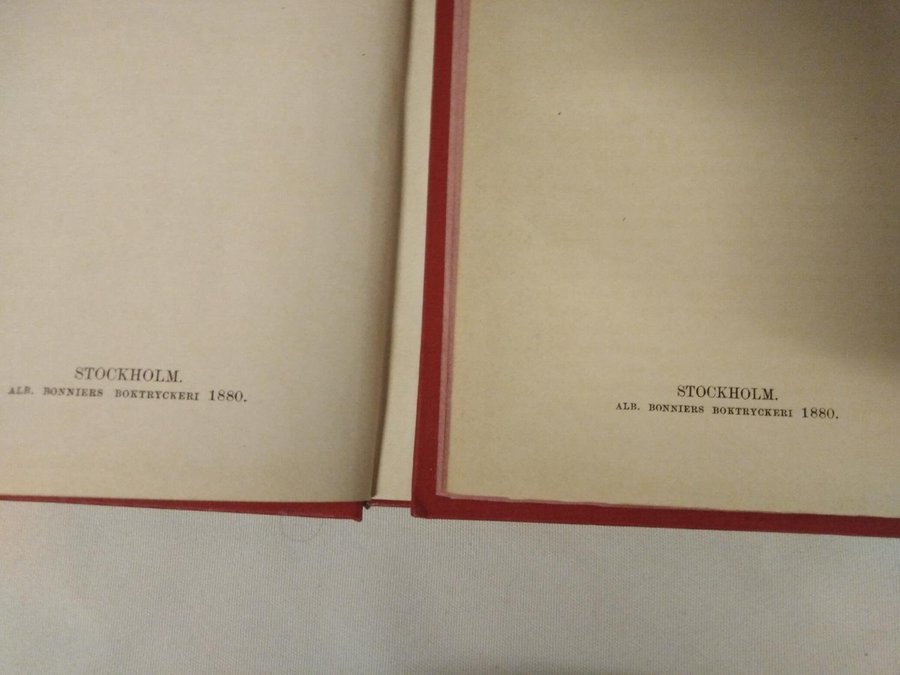 STOCKHOLM.
ALB. BONNIERS BOKTRYCKERI 1880.
STOCKHOLM.
ALB. BONNIERS BOKTRYCKERI 1880.